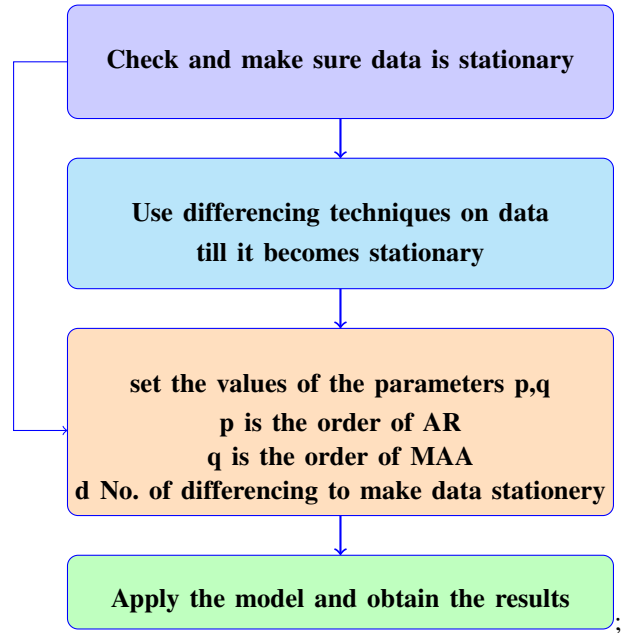 Check and make sure data is stationary
Use differencing techniques on data
till it becomes stationary
set the values of the parameters p,q
p is the order of AR
q is the order of MAA
d No. of differencing to make data stationery
Apply the model and obtain the results
;